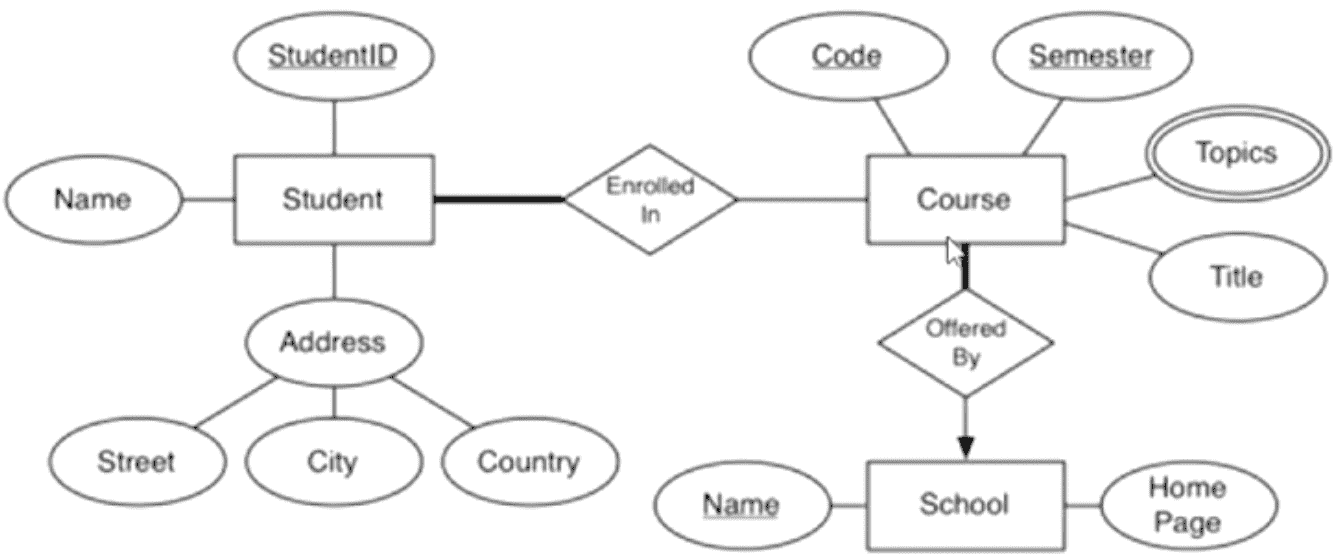 StudentID
Code
Semester
Topics
Name
Student
Enrolled
In
Course
Title
Address
Offered
By
Street
City
Country
Name
School
Home
Page